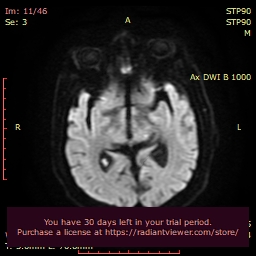 Im: 11/46
Se: 3
STP90
STP90
M
A
Ax DWI B 1000
R
L
You have 30 days left in your trial period.
Purchase a license at https://radiantviewer.com/store/